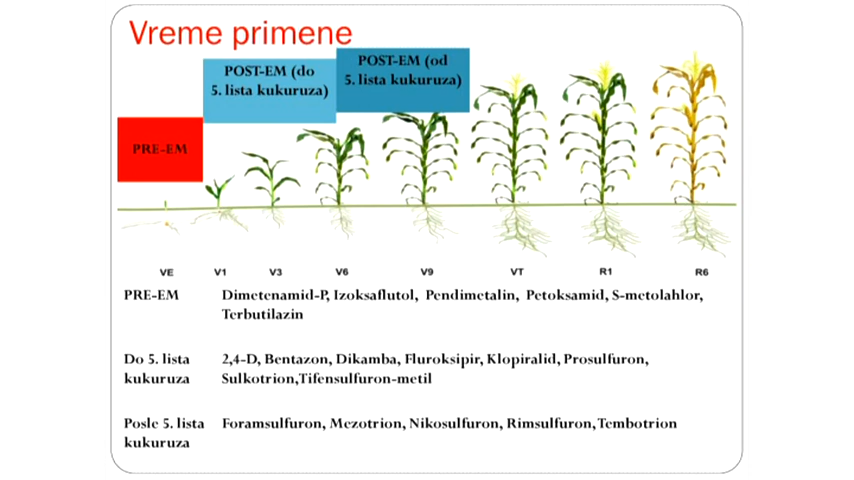 Vreme primene
POST-EM (do
5. lista kukuruza)
POST-EM (od
5. lista kukuruza)
PRE-EM
VE V1 V3 V6 V9 VT R1 R6
PRE-EM Dimetenamid-P, Izoksaflutol, Pendimetalin, Petoksamid, S-metolahlor,
Terbutilazin
Do 5. lista 2,4-D, Bentazon, Dikamba, Fluroksipir, Klopiralid, Prosulfuron,
kukuruza Sulkotrion,Tifensulfuron-metil
Posle 5. lista Foramsulfuron, Mezotrion, Nikosulfuron, Rimsulfuron, Tembotrion
kukuruza